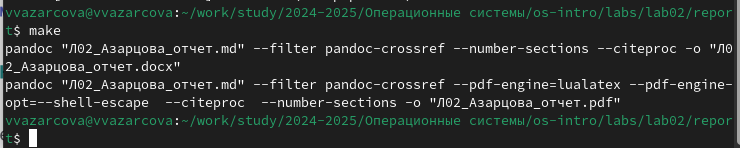 vvazarcova@vvazarcova:~/work/study/2024-2025/Операционные системы/os-intro/labs/lab02/repor
t$ make
pandoc "Л02_Азарцова_отчет.md" --filter pandoc-crossref --number-sections --citeproc -o "Л0
2_Азарцова_отчет.docx"
pandoc "Л02_Азарцова_отчет.md" --filter pandoc-crossref --pdf-engine=lualatex --pdf-engine-
opt=--shell-escape  --citeproc  --number-sections -o "Л02_Азарцова_отчет.pdf"
vvazarcova@vvazarcova:~/work/study/2024-2025/Операционные системы/os-intro/labs/lab02/repor
t$